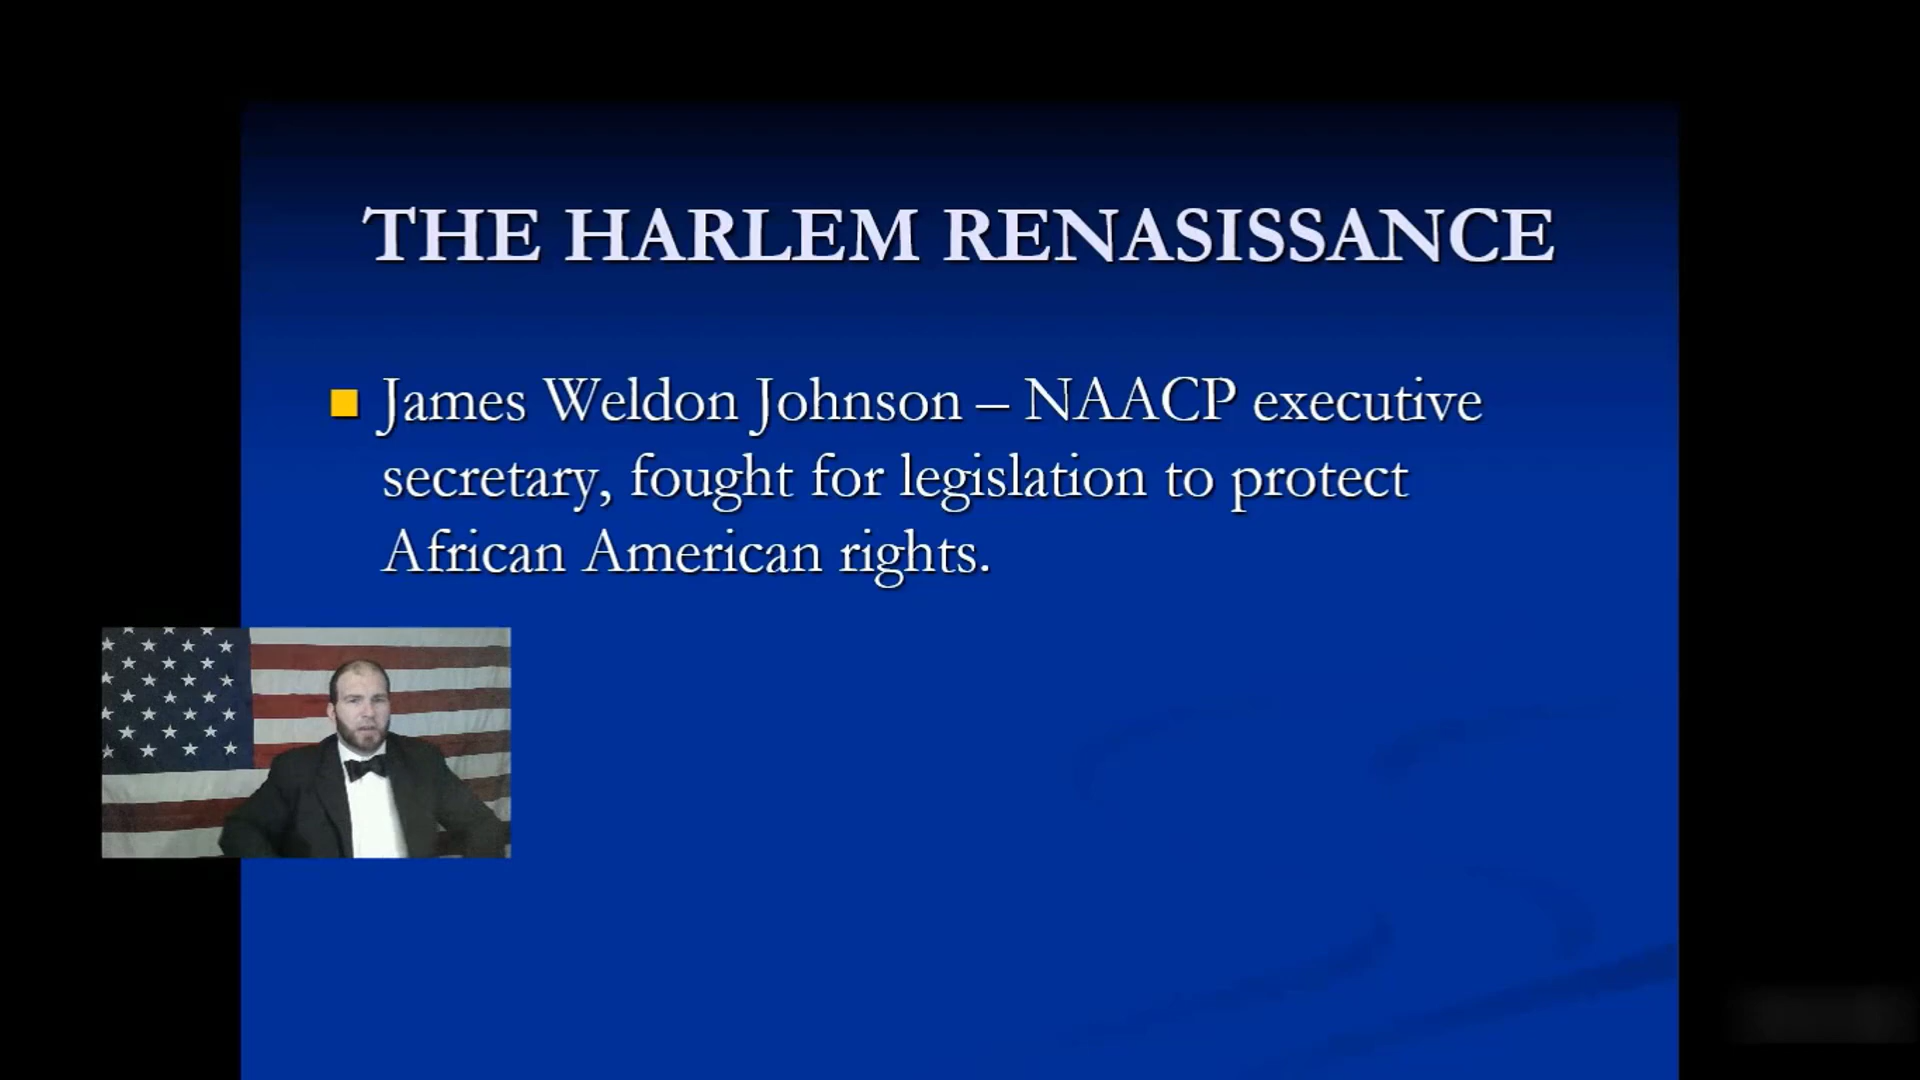 THE HARLEM RENASISSANCE
James Weldon Johnson – NAACP executive
secretary, fought for legislation to protect
African American rights.